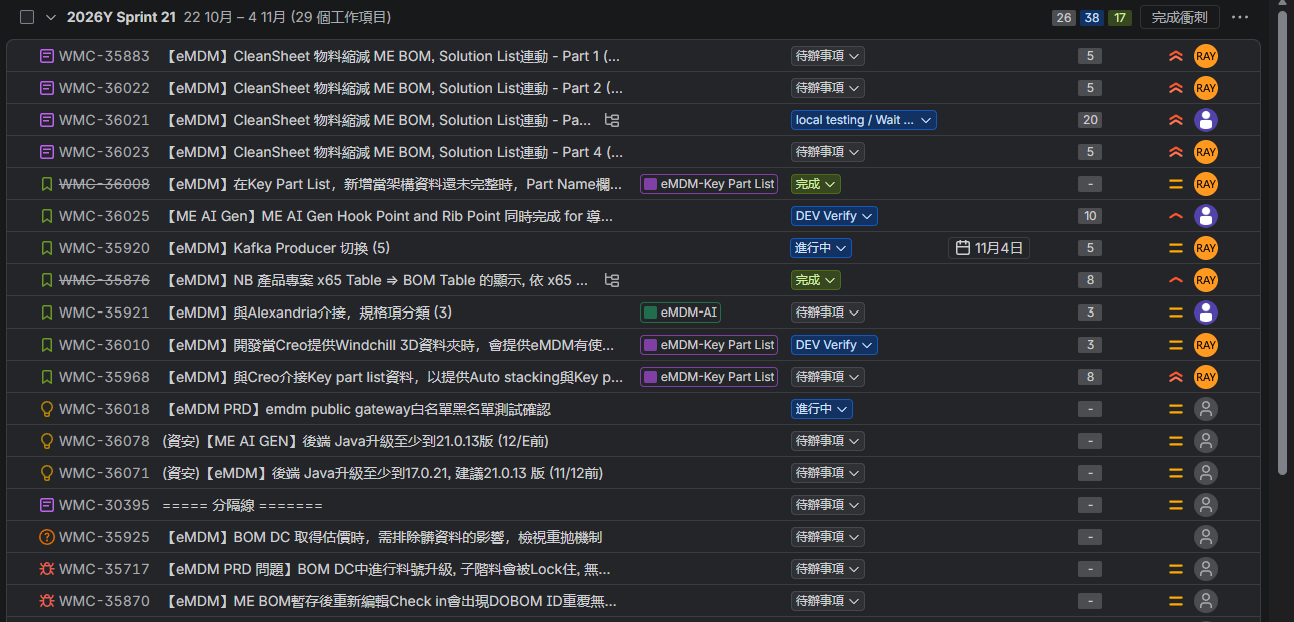 2026Y Sprint 21 22 10月 – 4 11月 (29 個工作項目) 26 38 17 完成衝刺
WMC-35883 【eMDM】CleanSheet 物料縮減 ME BOM, Solution List連動 - Part 1 (... 待辦事項 5 RAY
WMC-36022 【eMDM】CleanSheet 物料縮減 ME BOM, Solution List連動 - Part 2 (... 待辦事項 5 RAY
WMC-36021 【eMDM】CleanSheet 物料縮減 ME BOM, Solution List連動 - Pa... local testing / Wait ... 20
WMC-36023 【eMDM】CleanSheet 物料縮減 ME BOM, Solution List連動 - Part 4 (... 待辦事項 5 RAY
WMC-36008 【eMDM】在Key Part List，新增當架構資料還未完整時，Part Name欄... eMDM-Key Part List 完成 - RAY
WMC-36025 【ME AI Gen】ME AI Gen Hook Point and Rib Point 同時完成 for 導... DEV Verify 10
WMC-35920 【eMDM】Kafka Producer 切換 (5) 進行中 11月4日 5 RAY
WMC-35876 【eMDM】NB 產品專案 x65 Table => BOM Table 的顯示, 依 x65 ... 完成 8 RAY
WMC-35921 【eMDM】與Alexandria介接，規格項分類 (3) eMDM-AI 待辦事項 3
WMC-36010 【eMDM】開發當Creo提供Windchill 3D資料夾時，會提供eMDM有使... eMDM-Key Part List DEV Verify 3 RAY
WMC-35968 【eMDM】與Creo介接Key part list資料，以提供Auto stacking與Key p... eMDM-Key Part List 待辦事項 8 RAY
WMC-36018 【eMDM PRD】emdm public gateway白名單黑名單測試確認 進行中 -
WMC-36078 (資安)【ME AI GEN】後端 Java升級至少到21.0.13版 (12/E前) 待辦事項 -
WMC-36071 (資安)【eMDM】後端 Java升級至少到17.0.21, 建議21.0.13 版 (11/12前) 待辦事項 -
WMC-30395 ===== 分隔線 ======= 待辦事項 -
WMC-35925 【eMDM】BOM DC 取得估價時，需排除髒資料的影響，檢視重拋機制 待辦事項 -
WMC-35717 【eMDM PRD 問題】BOM DC中進行料號升級, 子階料會被Lock住, 無... 待辦事項 -
WMC-35870 【eMDM】ME BOM暫存後重新編輯Check in會出現DOBOM ID重覆無... 待辦事項 -